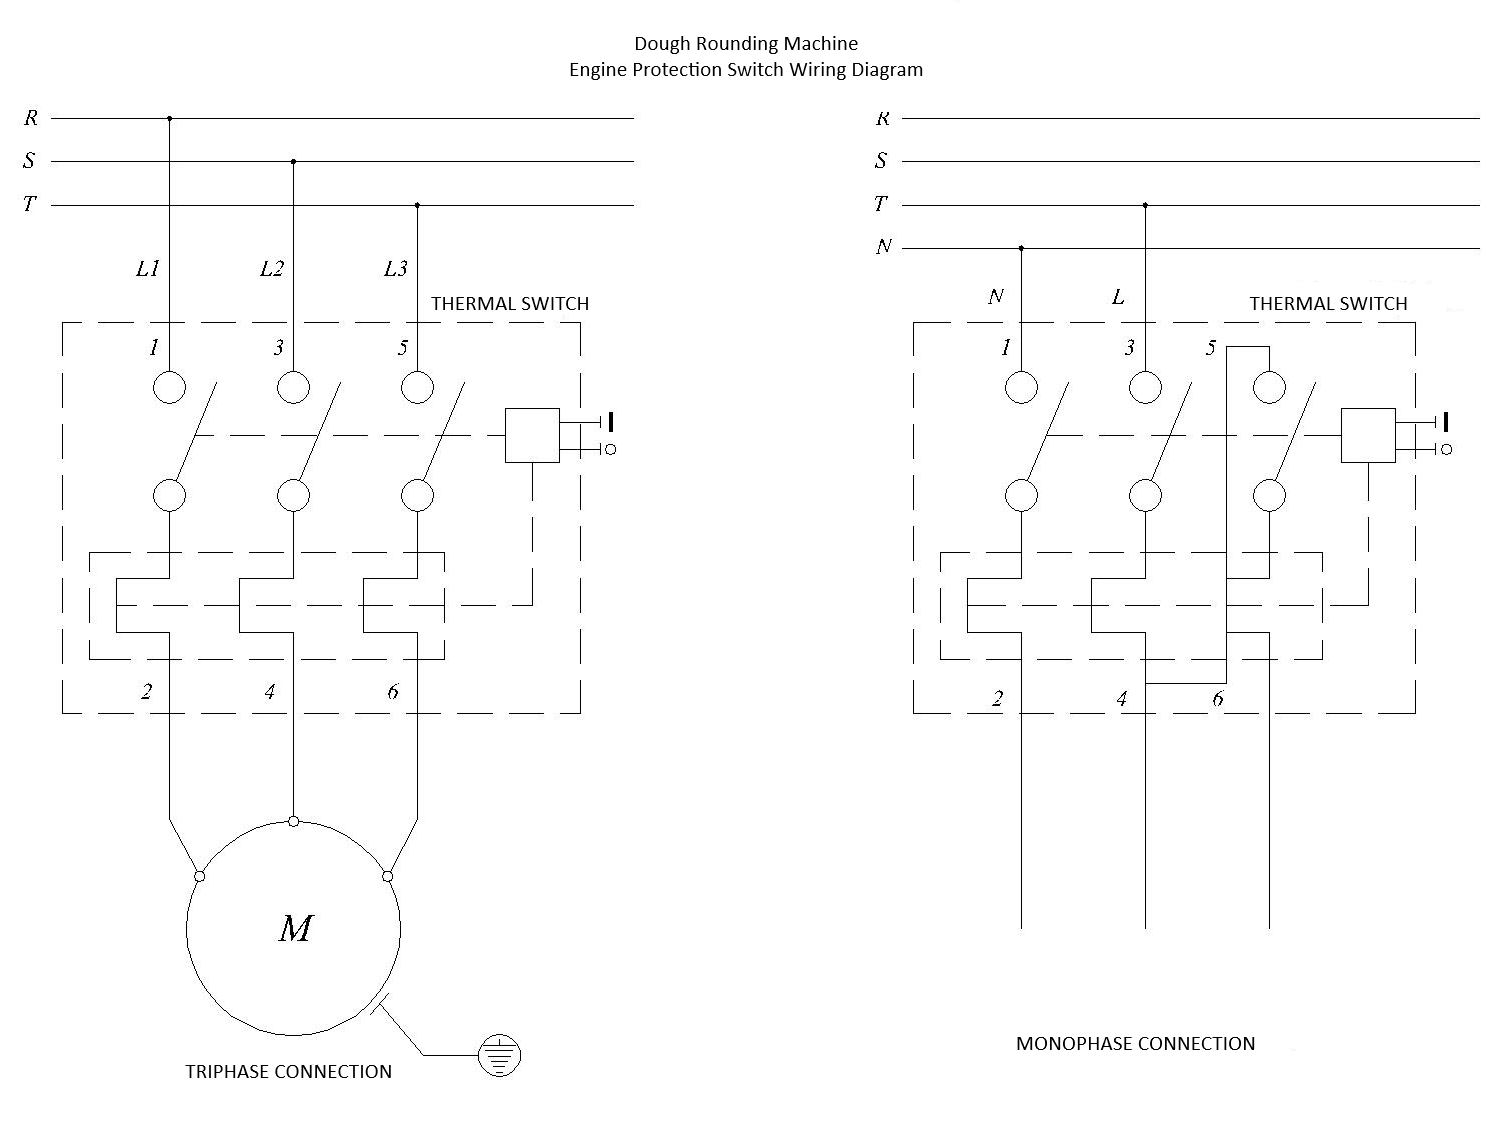 Dough Rounding Machine
Engine Protection Switch Wiring Diagram
R
S
T
L1 L2 L3
THERMAL SWITCH
1 3 5
2 4 6
M
TRIPHASE CONNECTION
R
S
T
N
N L
THERMAL SWITCH
1 3 5
2 4 6
MONOPHASE CONNECTION